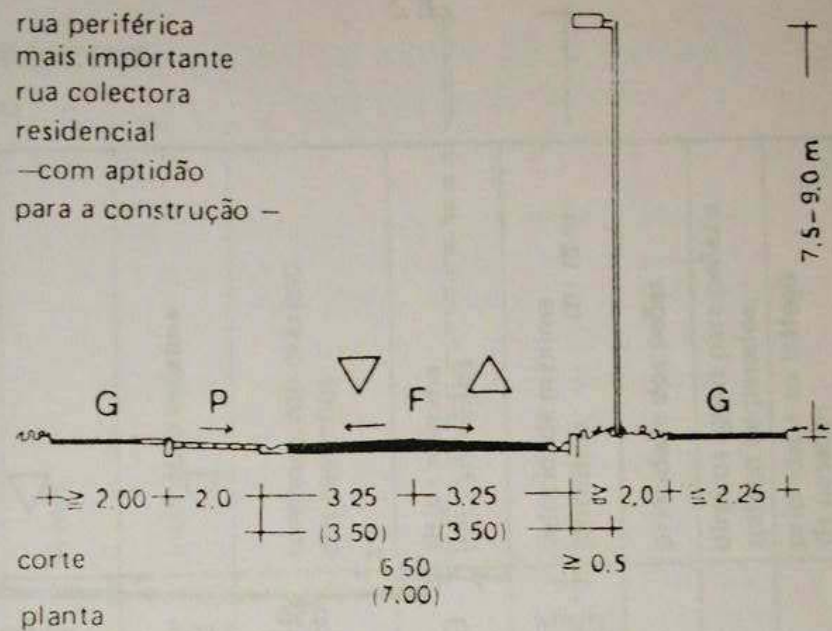 rua periférica
mais importante
rua colectora
residencial
—com aptidão
para a construção —
7.5–9.0 m
G P F G
≧ 2.00 2.0 3.25 3.25 ≧ 2.0 ≦ 2.25
(3.50) (3.50)
corte 6.50 ≥ 0.5
(7.00)
planta